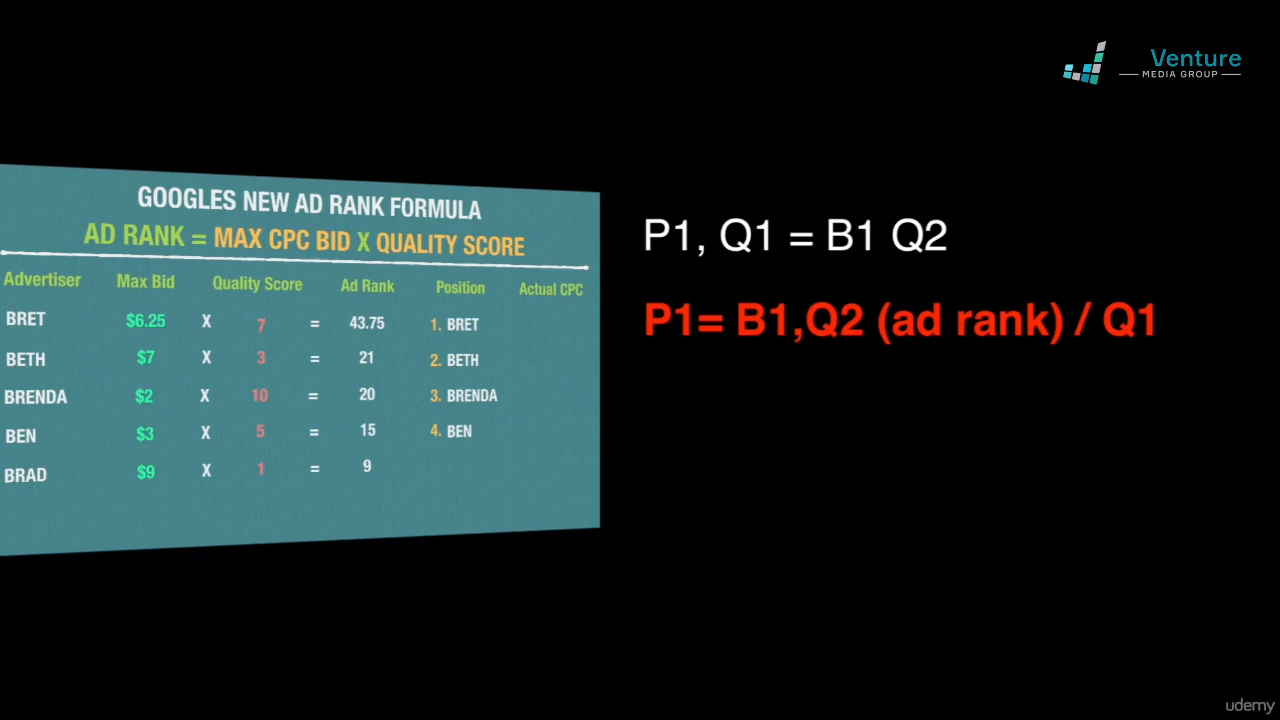 Venture
MEDIA GROUP
GOOGLES NEW AD RANK FORMULA
AD RANK = MAX CPC BID X QUALITY SCORE
Advertiser Max Bid Quality Score Ad Rank Position Actual CPC
BRET $6.25 X 7 = 43.75 1. BRET
BETH $7 X 3 = 21 2. BETH
BRENDA $2 X 10 = 20 3. BRENDA
BEN $3 X 5 = 15 4. BEN
BRAD $9 X 1 = 9
P1, Q1 = B1 Q2
P1= B1,Q2 (ad rank) / Q1
udemy